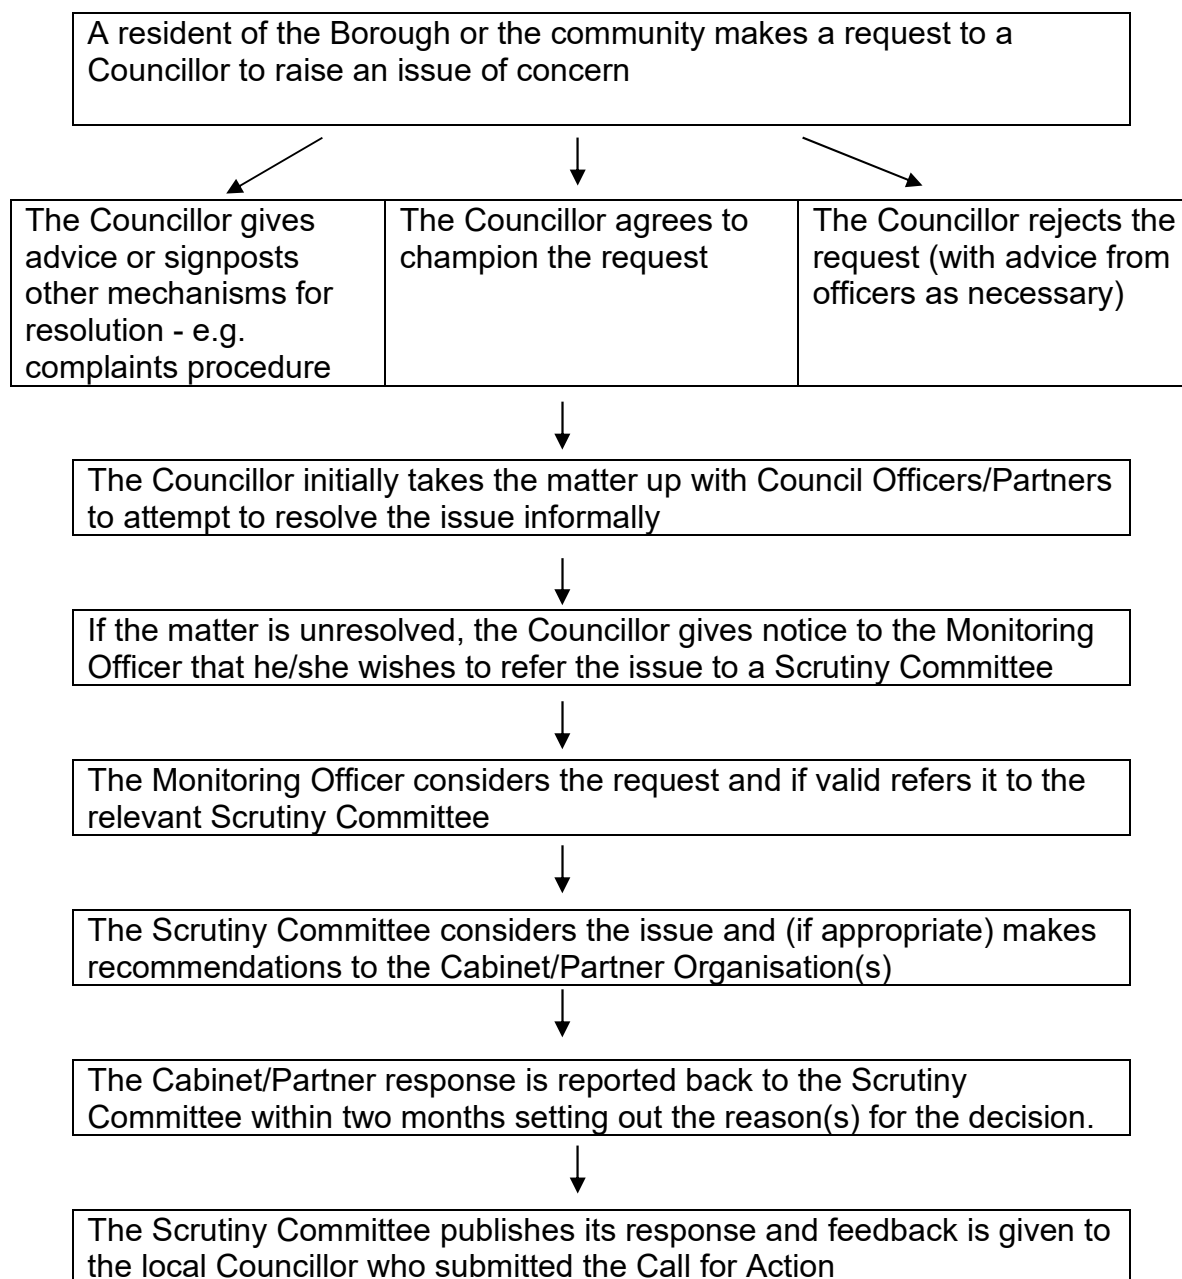 A resident of the Borough or the community makes a request to a
Councillor to raise an issue of concern
The Councillor gives
advice or signposts
other mechanisms for
resolution - e.g.
complaints procedure
The Councillor agrees to
champion the request
The Councillor rejects the
request (with advice from
officers as necessary)
The Councillor initially takes the matter up with Council Officers/Partners
to attempt to resolve the issue informally
If the matter is unresolved, the Councillor gives notice to the Monitoring
Officer that he/she wishes to refer the issue to a Scrutiny Committee
The Monitoring Officer considers the request and if valid refers it to the
relevant Scrutiny Committee
The Scrutiny Committee considers the issue and (if appropriate) makes
recommendations to the Cabinet/Partner Organisation(s)
The Cabinet/Partner response is reported back to the Scrutiny
Committee within two months setting out the reason(s) for the decision.
The Scrutiny Committee publishes its response and feedback is given to
the local Councillor who submitted the Call for Action